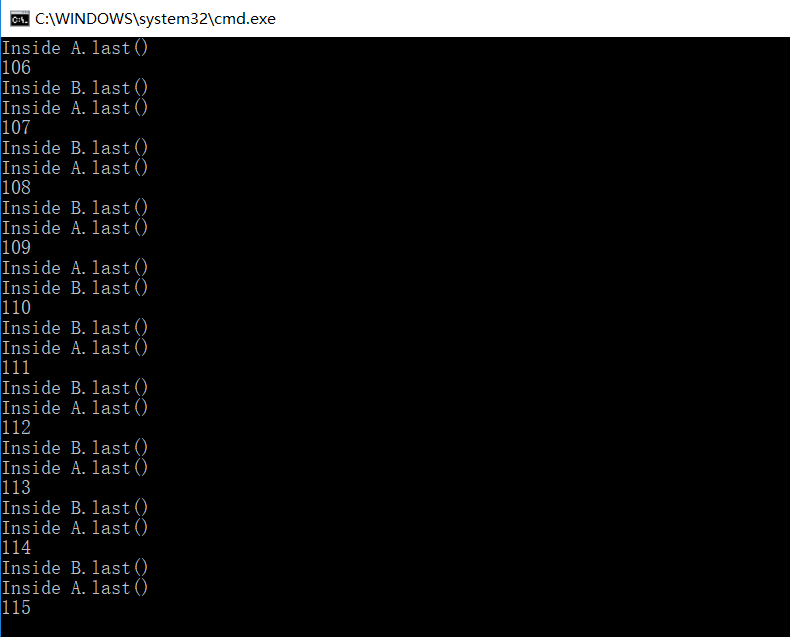 C:\WINDOWS\system32\cmd.exe
Inside A.last()
106
Inside B.last()
Inside A.last()
107
Inside B.last()
Inside A.last()
108
Inside B.last()
Inside A.last()
109
Inside A.last()
Inside B.last()
110
Inside B.last()
Inside A.last()
111
Inside B.last()
Inside A.last()
112
Inside B.last()
Inside A.last()
113
Inside B.last()
Inside A.last()
114
Inside B.last()
Inside A.last()
115